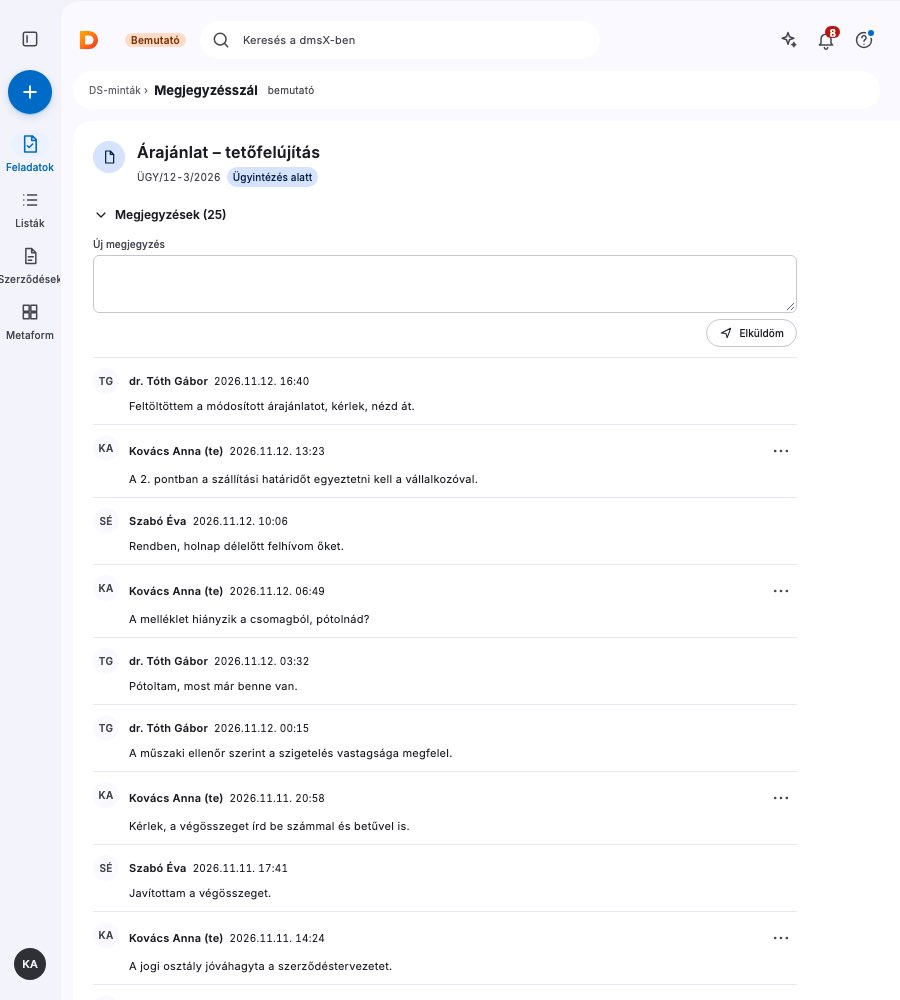 Bemutató
Keresés a dmsX-ben
8
DS-minták › Megjegyzésszál bemutató
Feladatok
Listák
Szerződések
Metaform
Árajánlat – tetőfelújítás
ÜGY/12-3/2026 Ügyintézés alatt
Megjegyzések (25)
Új megjegyzés
Elküldöm
TG dr. Tóth Gábor 2026.11.12. 16:40
Feltöltöttem a módosított árajánlatot, kérlek, nézd át.
KA Kovács Anna (te) 2026.11.12. 13:23
A 2. pontban a szállítási határidőt egyeztetni kell a vállalkozóval.
SÉ Szabó Éva 2026.11.12. 10:06
Rendben, holnap délelőtt felhívom őket.
KA Kovács Anna (te) 2026.11.12. 06:49
A melléklet hiányzik a csomagból, pótolnád?
TG dr. Tóth Gábor 2026.11.12. 03:32
Pótoltam, most már benne van.
TG dr. Tóth Gábor 2026.11.12. 00:15
A műszaki ellenőr szerint a szigetelés vastagsága megfelel.
KA Kovács Anna (te) 2026.11.11. 20:58
Kérlek, a végösszeget írd be számmal és betűvel is.
SÉ Szabó Éva 2026.11.11. 17:41
Javítottam a végösszeget.
KA Kovács Anna (te) 2026.11.11. 14:24
A jogi osztály jóváhagyta a szerződéstervezetet.
KA